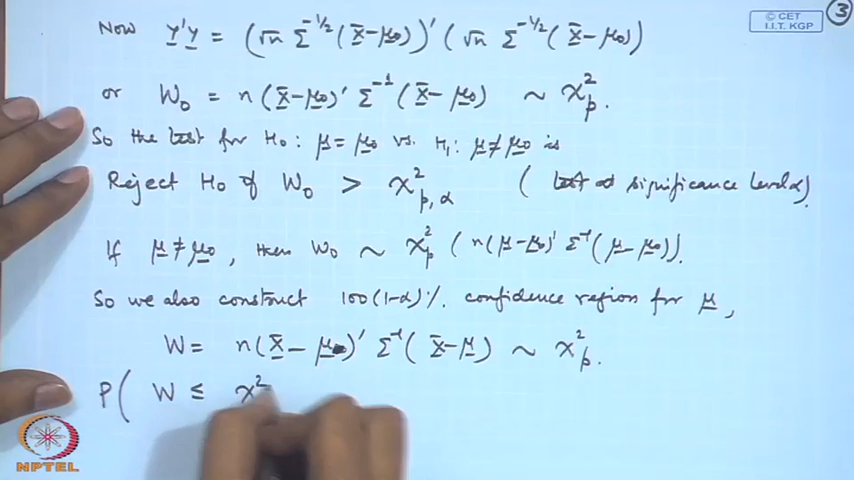 © CET
I.I.T. KGP
3
Now Y'Y = (√n Σ^{-1/2} (X̄-μ₀))' (√n Σ^{-1/2} (X̄-μ₀))
or W₀ = n(X̄-μ₀)' Σ^{-1} (X̄-μ₀) ~ χ²_p.
So the test for H₀: μ = μ₀ vs. H₁: μ≠μ₀ is
Reject H₀ if W₀ > χ²_{p,α} ( significance level α).
If μ≠μ₀, then W₀ ~ χ²_p (n(μ-μ₀)' Σ^{-1} (μ-μ₀)).
So we also construct 100(1-α)%. confidence region for μ,
W = n(X̄-μ)' Σ^{-1} (X̄-μ) ~ χ²_p.
P( W ≤ χ²
NPTEL